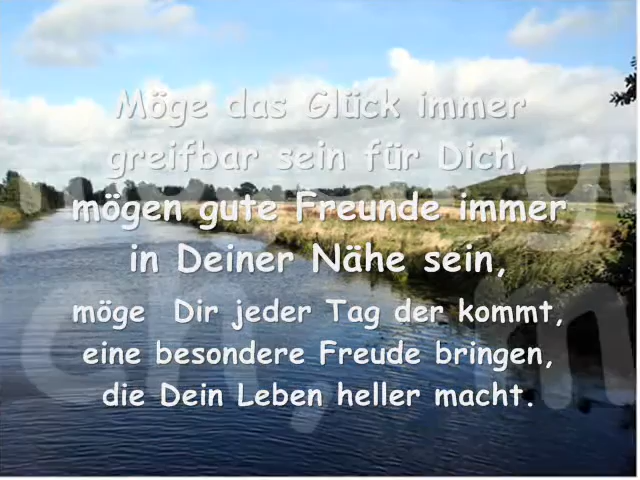 Möge das Glück immer
greifbar sein für Dich,
mögen gute Freunde immer
in Deiner Nähe sein,
möge Dir jeder Tag der kommt,
eine besondere Freude bringen,
die Dein Leben heller macht.